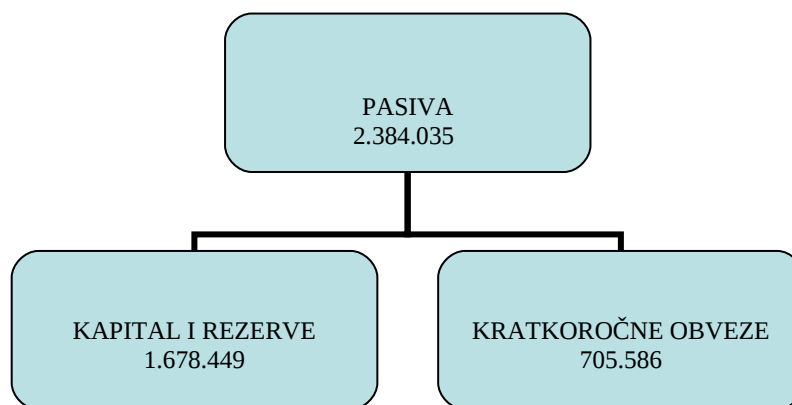 PASIVA
2.384.035
KAPITAL I REZERVE
1.678.449
KRATKOROČNE OBVEZE
705.586